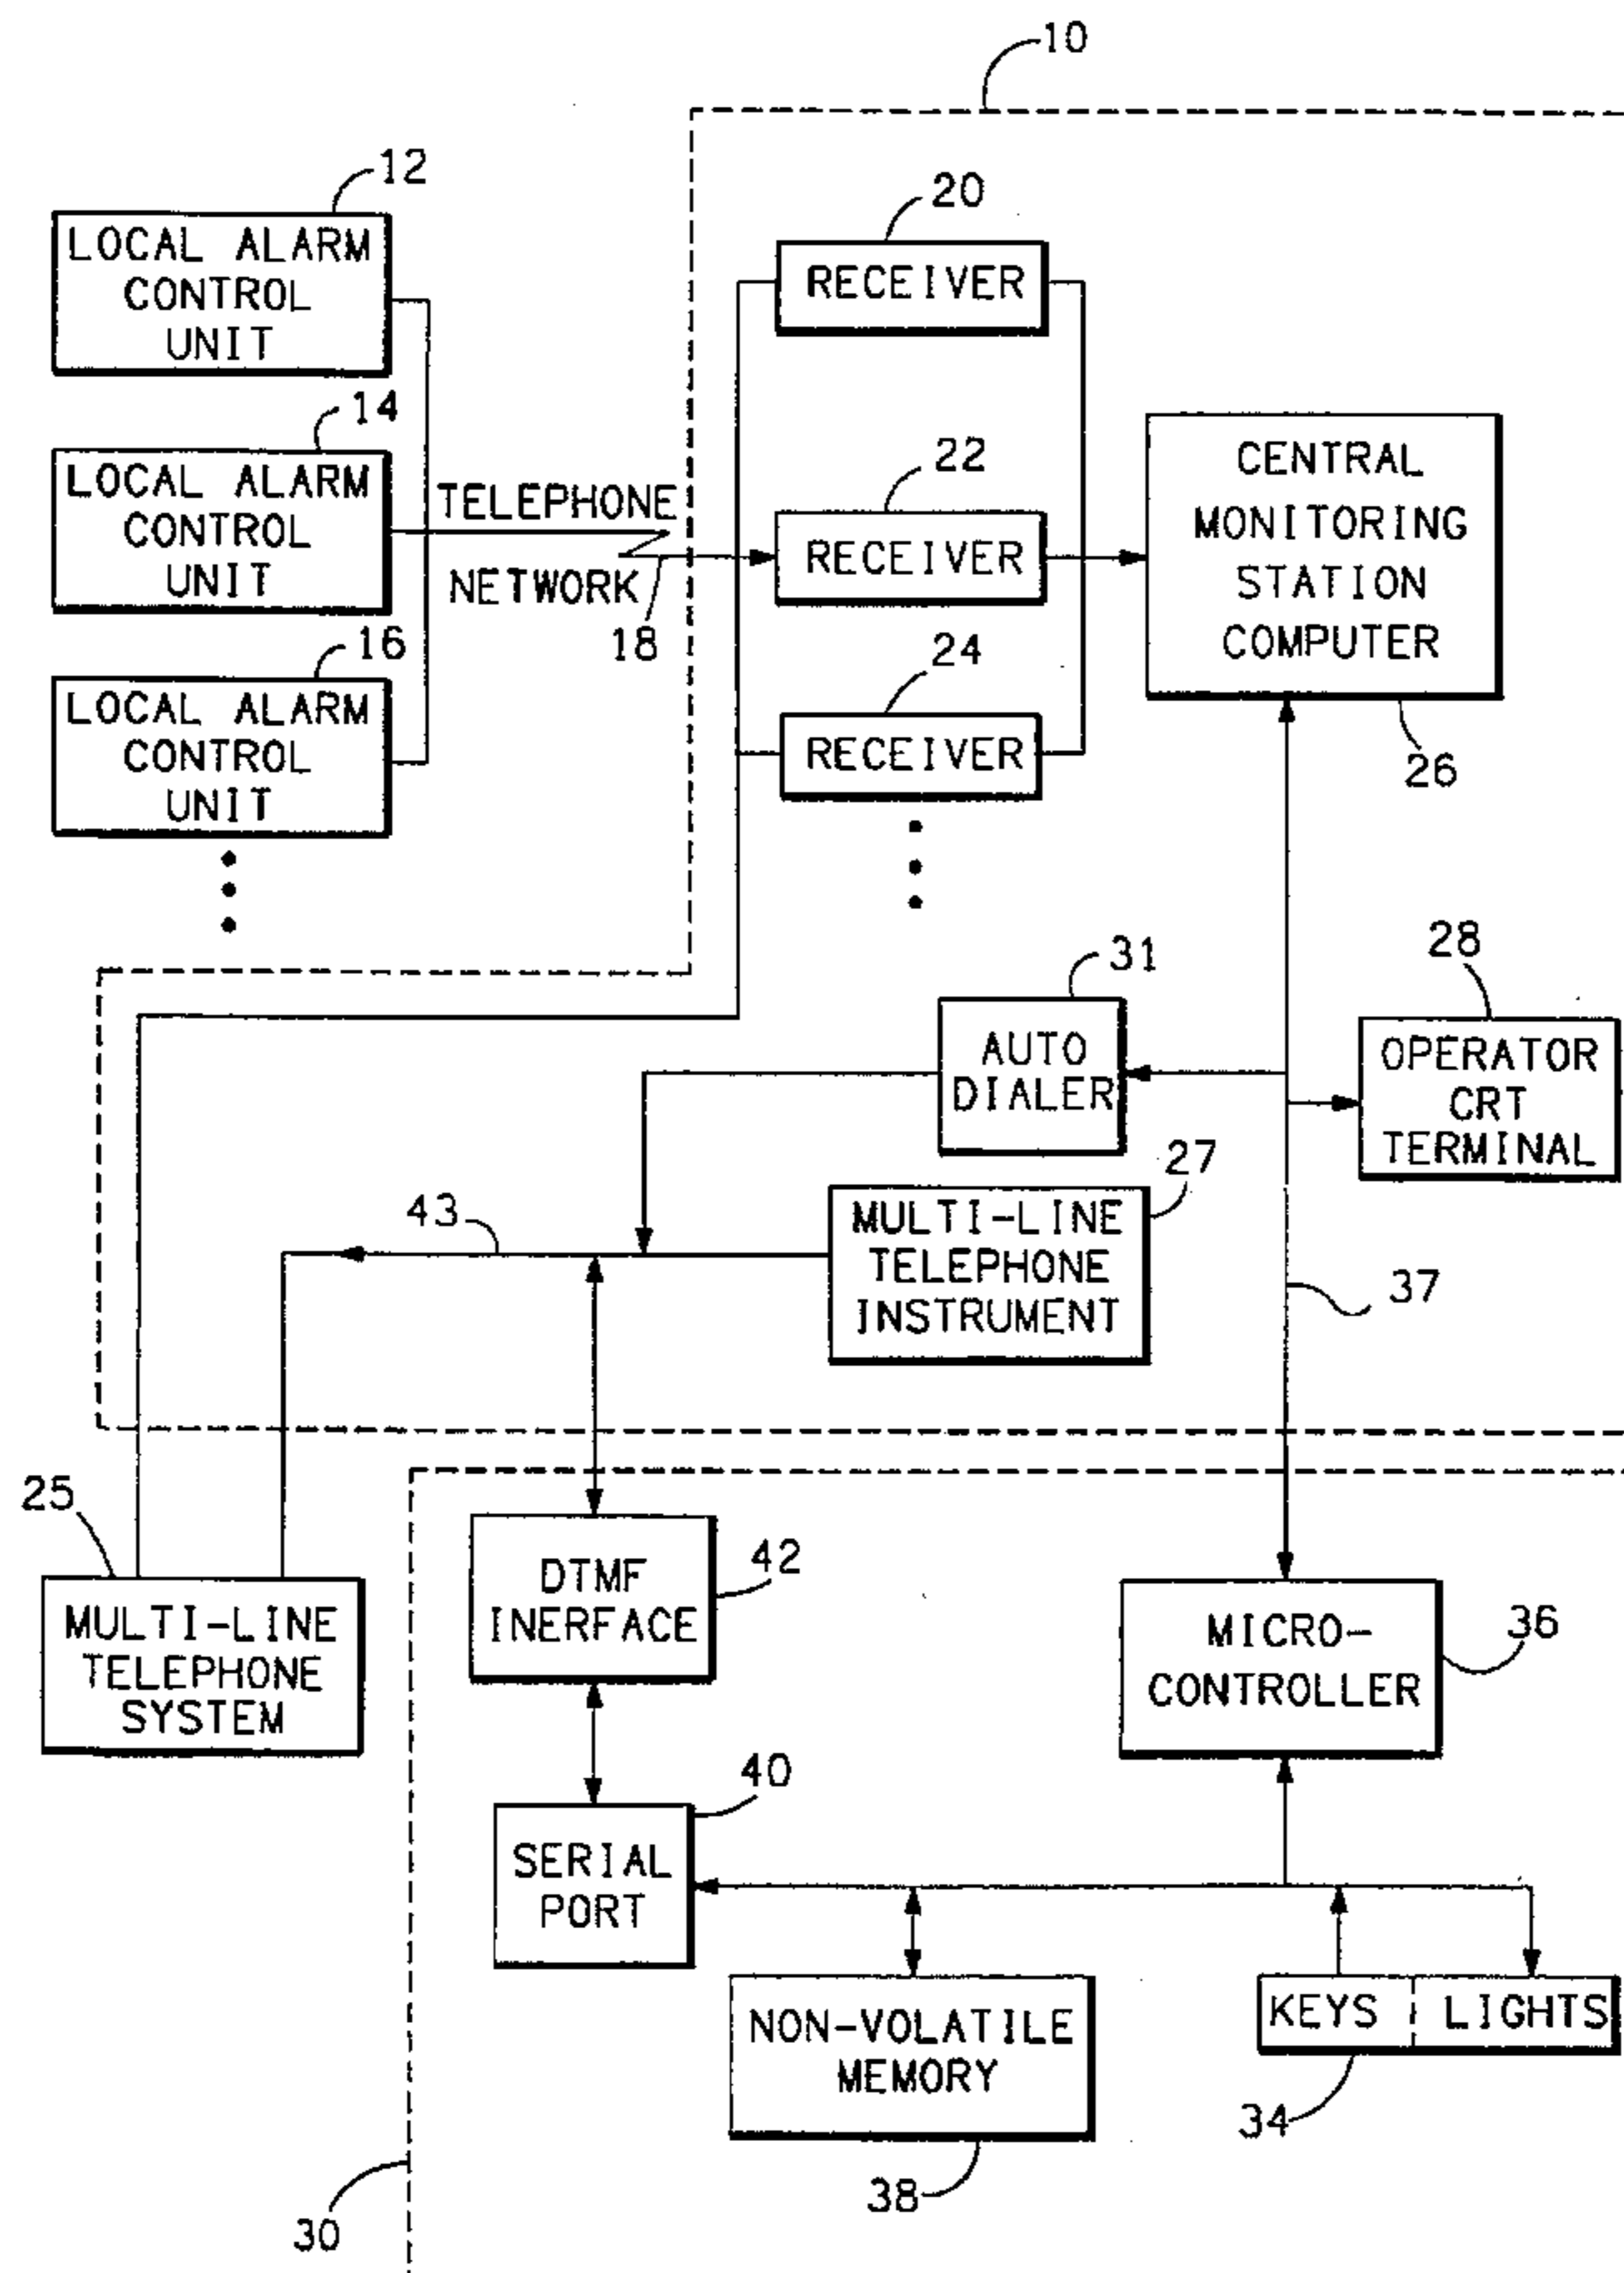 10
12
LOCAL ALARM
CONTROL
UNIT
14
LOCAL ALARM
CONTROL
UNIT
16
LOCAL ALARM
CONTROL
UNIT
TELEPHONE
NETWORK
18
20
RECEIVER
22
RECEIVER
24
RECEIVER
CENTRAL
MONITORING
STATION
COMPUTER
26
31
AUTO
DIALER
28
OPERATOR
CRT
TERMINAL
27
MULTI-LINE
TELEPHONE
INSTRUMENT
43
37
25
MULTI-LINE
TELEPHONE
SYSTEM
42
DTMF
INERFACE
36
MICRO-
CONTROLLER
40
SERIAL
PORT
NON-VOLATILE
MEMORY
38
KEYS
LIGHTS
34
30